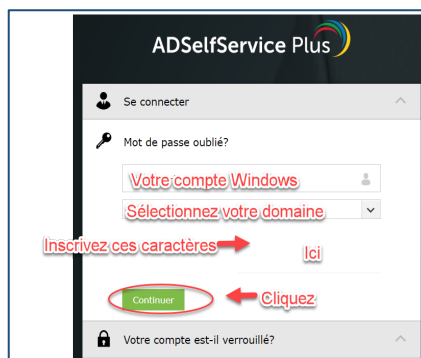 ADSelfService Plus
Se connecter
Mot de passe oublié?
Votre compte Windows
Sélectionnez votre domaine
Inscrivez ces caractères
Ici
Continuer
Cliquez
Votre compte est-il verrouillé?